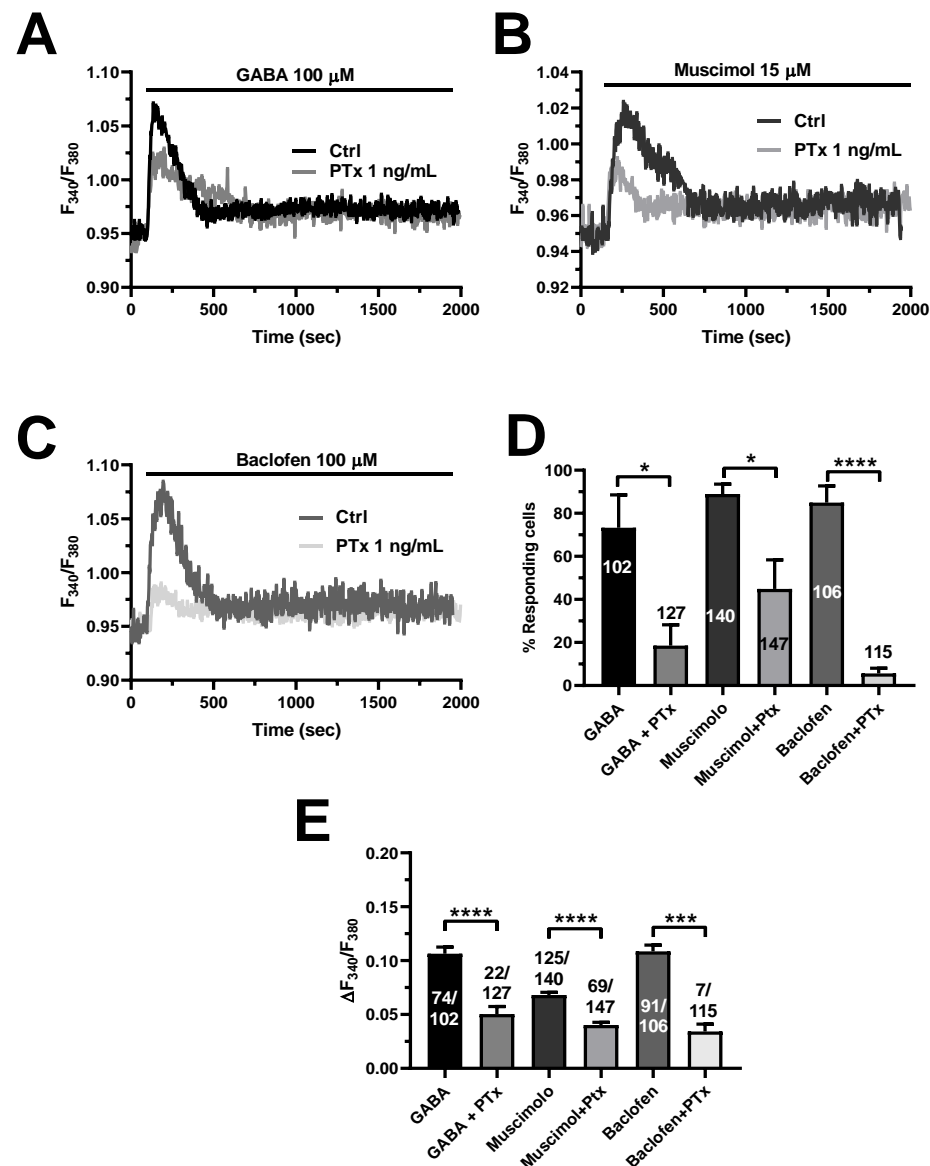 A
GABA 100 μM
1.10
1.05
1.00
0.95
0.90
F340/F380
Ctrl
PTx 1 ng/mL
0
500
1000
1500
2000
Time (sec)
B
Muscimol 15 μM
1.04
1.02
1.00
0.98
0.96
0.94
0.92
F340/F380
Ctrl
PTx 1 ng/mL
0
500
1000
1500
2000
Time (sec)
C
Baclofen 100 μM
1.10
1.05
1.00
0.95
0.90
F340/F380
Ctrl
PTx 1 ng/mL
0
500
1000
1500
2000
Time (sec)
D
100
80
60
40
20
0
% Responding cells
*
*
****
102
127
140
147
106
115
GABA
GABA + PTx
Muscimolo
Muscimol+Ptx
Baclofen
Baclofen+PTx
E
0.20
0.15
0.10
0.05
0.00
ΔF340/F380
****
****
***
74/
102
22/
127
125/
140
69/
147
91/
106
7/
115
GABA
GABA + PTx
Muscimolo
Muscimol+Ptx
Baclofen
Baclofen+PTx